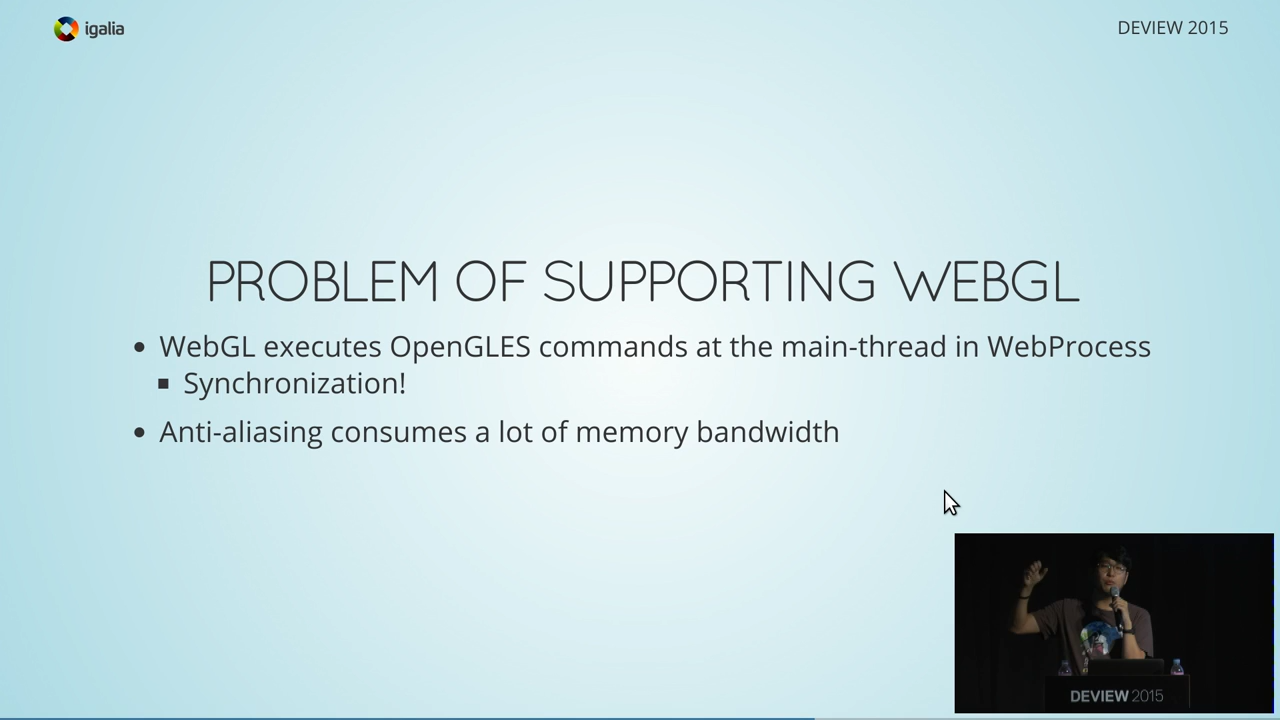 igalia
DEVIEW 2015
PROBLEM OF SUPPORTING WEBGL
WebGL executes OpenGLES commands at the main-thread in WebProcess
Synchronization!
Anti-aliasing consumes a lot of memory bandwidth
DEVIEW 2015